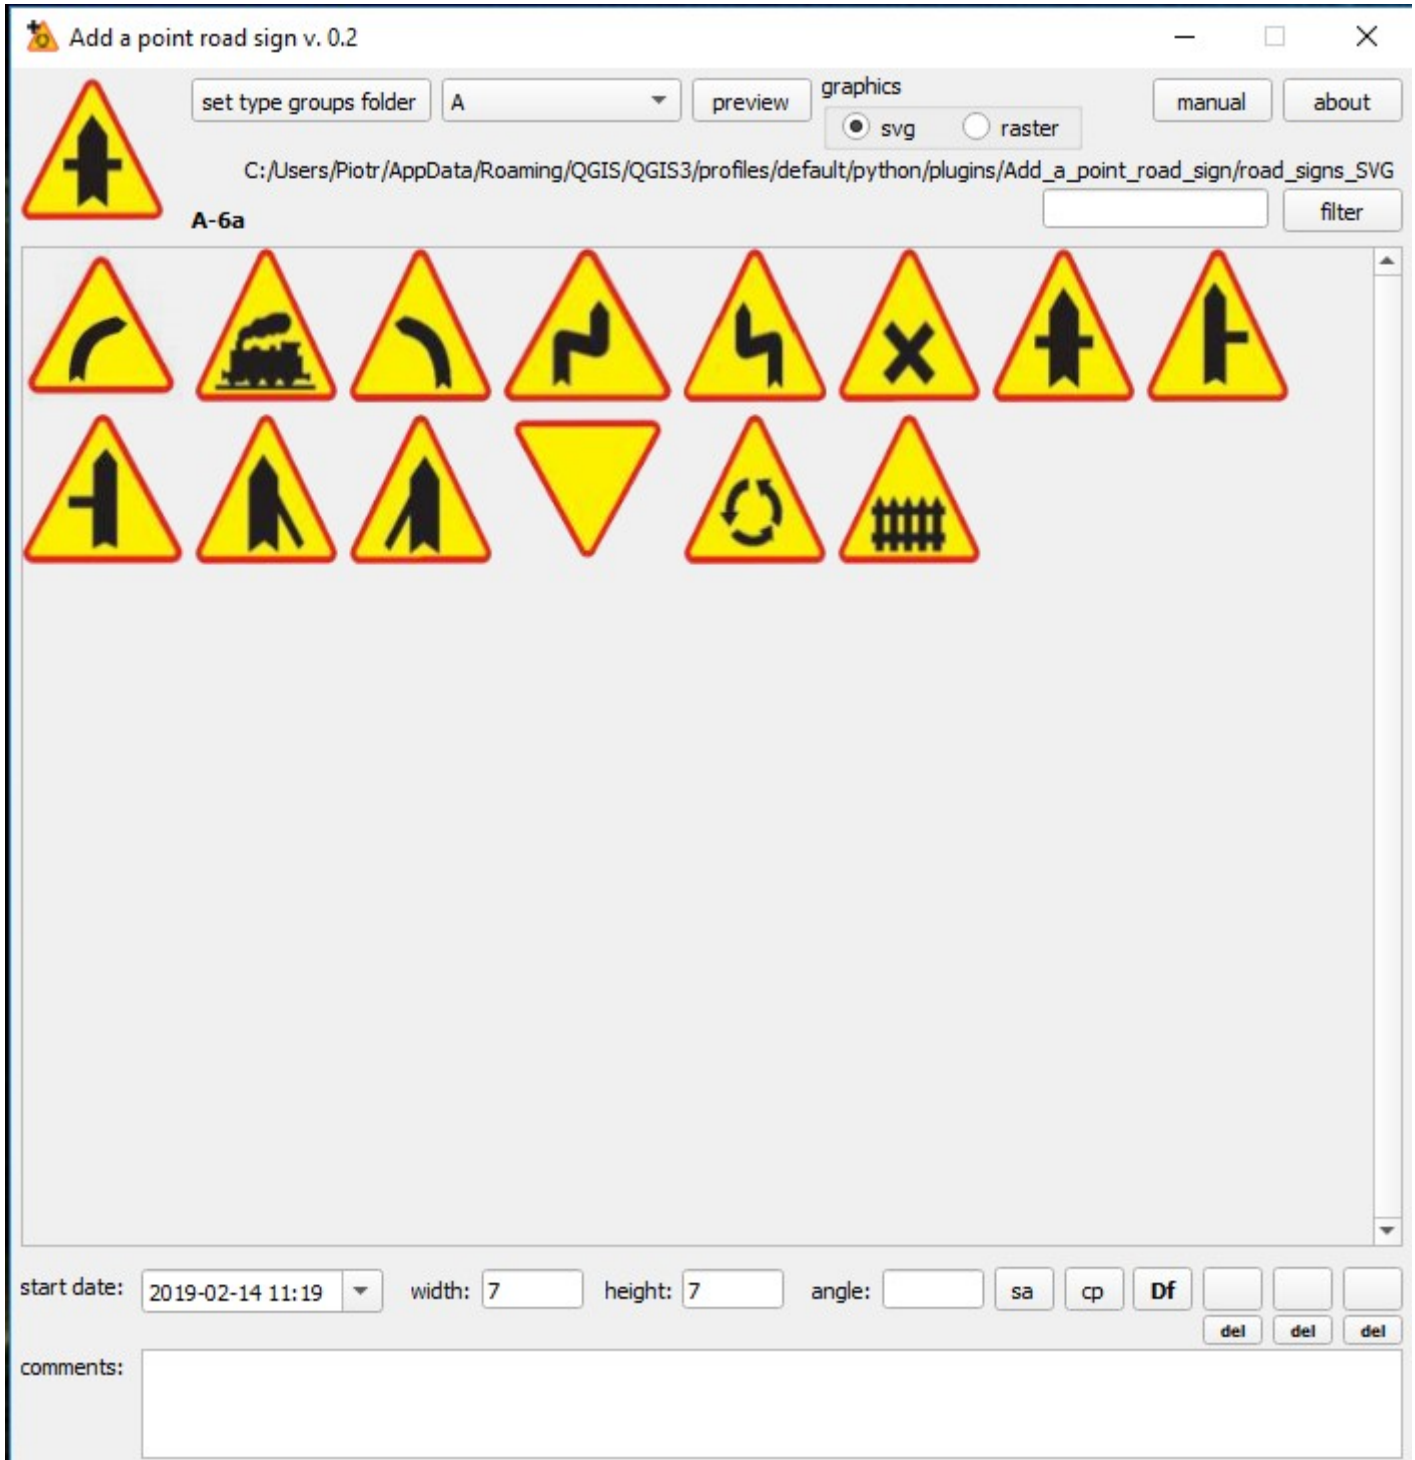 Add a point road sign v. 0.2
set type groups folder A preview graphics manual about
svg raster
C:/Users/Piotr/AppData/Roaming/QGIS/QGIS3/profiles/default/python/plugins/Add_a_point_road_sign/road_signs_SVG
A-6a filter
start date: 2019-02-14 11:19 width: 7 height: 7 angle: sa cp Df
del del del
comments: